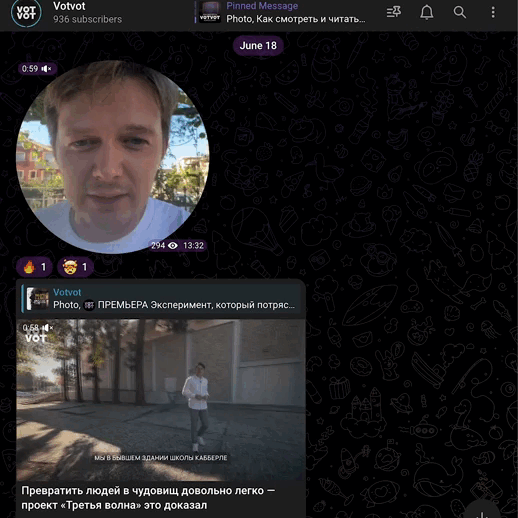 VOT
VOT
Votvot
936 subscribers
Pinned Message
Photo, Как смотреть и читать…
June 18
0:59
294 13:32
1 1
Votvot
Photo, ПРЕМЬЕРА Эксперимент, который потряс…
0:58
VOT
МЫ В БЫВШЕМ ЗДАНИИ ШКОЛЫ КАББЕРЛЕ
Превратить людей в чудовищ довольно легко —
проект «Третья волна» это доказал